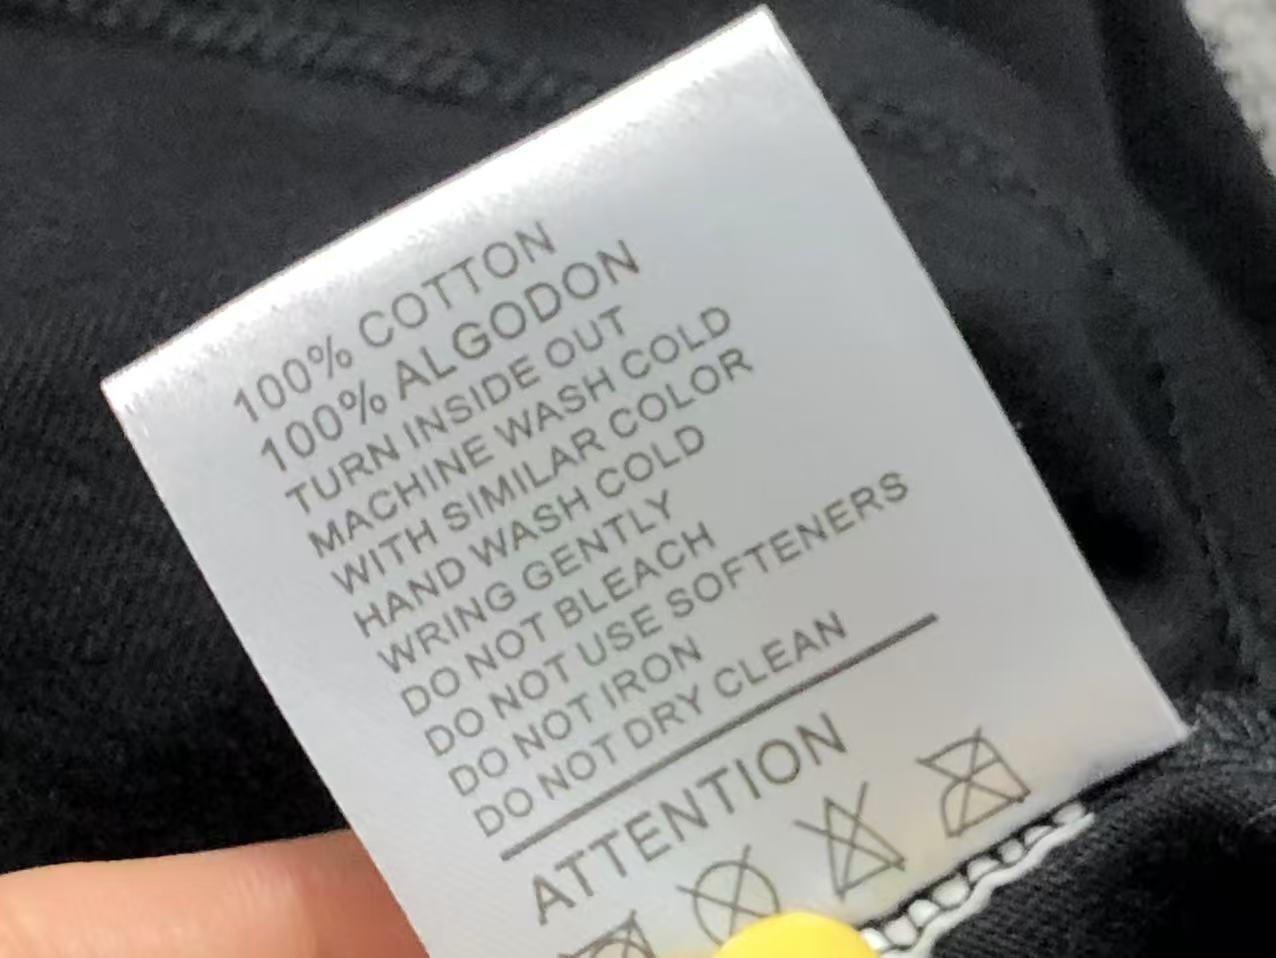 100% COTTON
100% ALGODON
TURN INSIDE OUT
MACHINE WASH COLD
WITH SIMILAR COLOR
HAND WASH COLD
WRING GENTLY
DO NOT BLEACH
DO NOT USE SOFTENERS
DO NOT IRON
DO NOT DRY CLEAN
ATTENTION